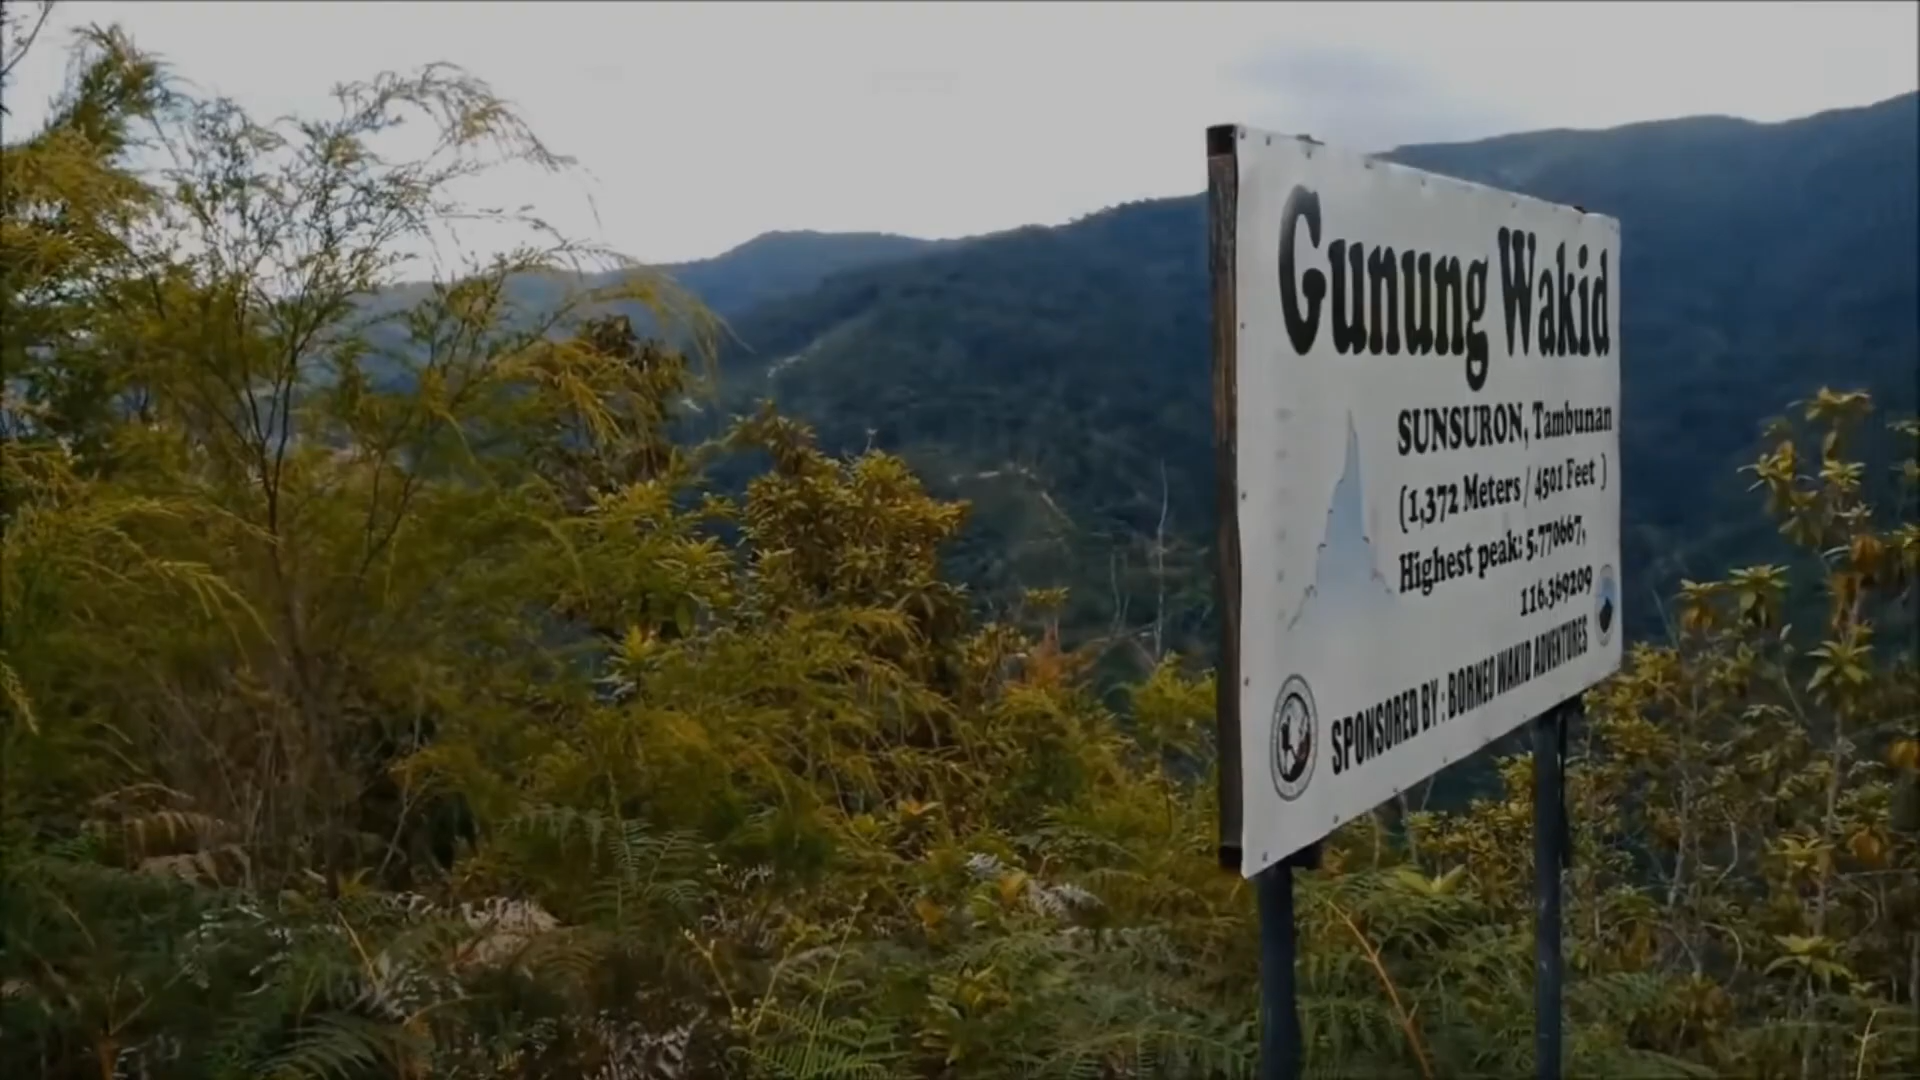 Gunung Wakid
SUNSURON, Tambunan
(1,372 Meters / 4501 Feet )
Highest peak: 5.770667,
116.369209
SPONSORED BY : BORNEO WAKID ADVENTURES